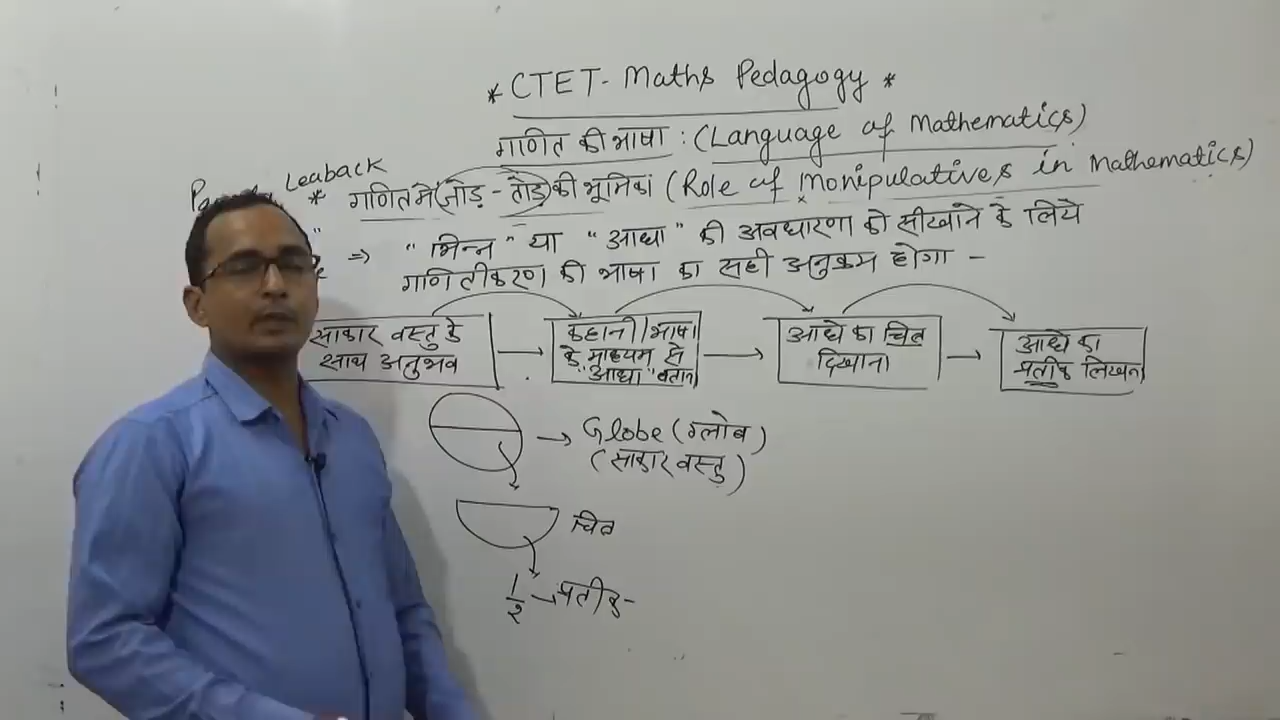 * CTET- Maths Pedagogy *
गणित की भाषा : (Language of Mathematics)
Leaback
* गणित में (जोड़ - तोड़) की भूमिका (Role of Monipulatives in Mathematics)
⇒ "भिन्न" या "आधा" की अवधारणा को सीखाने के लिये
गणितीकरण की भाषा का सही अनुक्रम होगा -
साकार वस्तु के
साथ अनुभव
→
कहानी/भाषा
के माध्यम से
"आधा" बताना
→
आधे का चित्र
दिखाना
→
आधे का
प्रतीक लिखना
→ Globe (ग्लोब)
(साकार वस्तु)
चित्र
1/2 → प्रतीक -